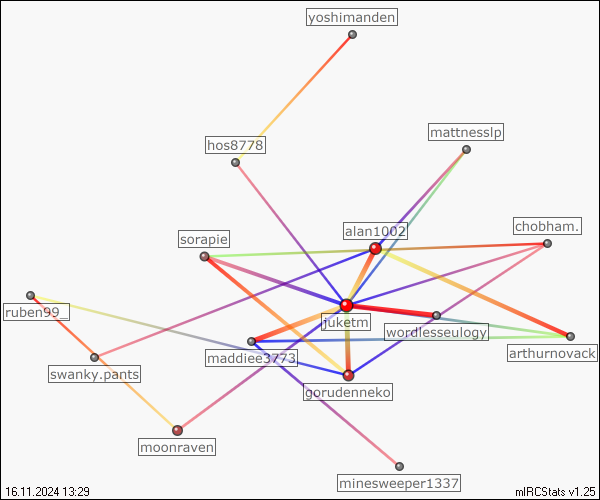 yoshimanden
mattnesslp
hos8778
chobham.
alan1002
sorapie
ruben99_
juketm
wordlesseulogy
arthurnovack
maddiee3773
swanky.pants
gorudenneko
moonraven
minesweeper1337
16.11.2024 13:29
mIRCStats v1.25